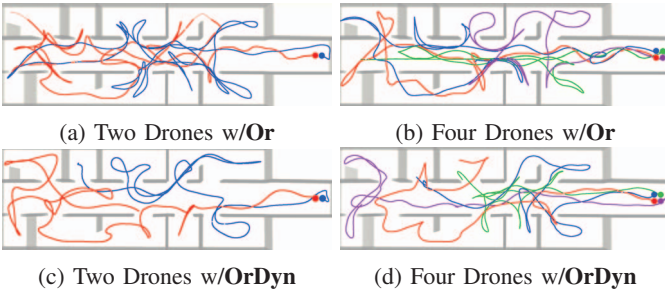 (a) Two Drones w/Or
(b) Four Drones w/Or
(c) Two Drones w/OrDyn
(d) Four Drones w/OrDyn